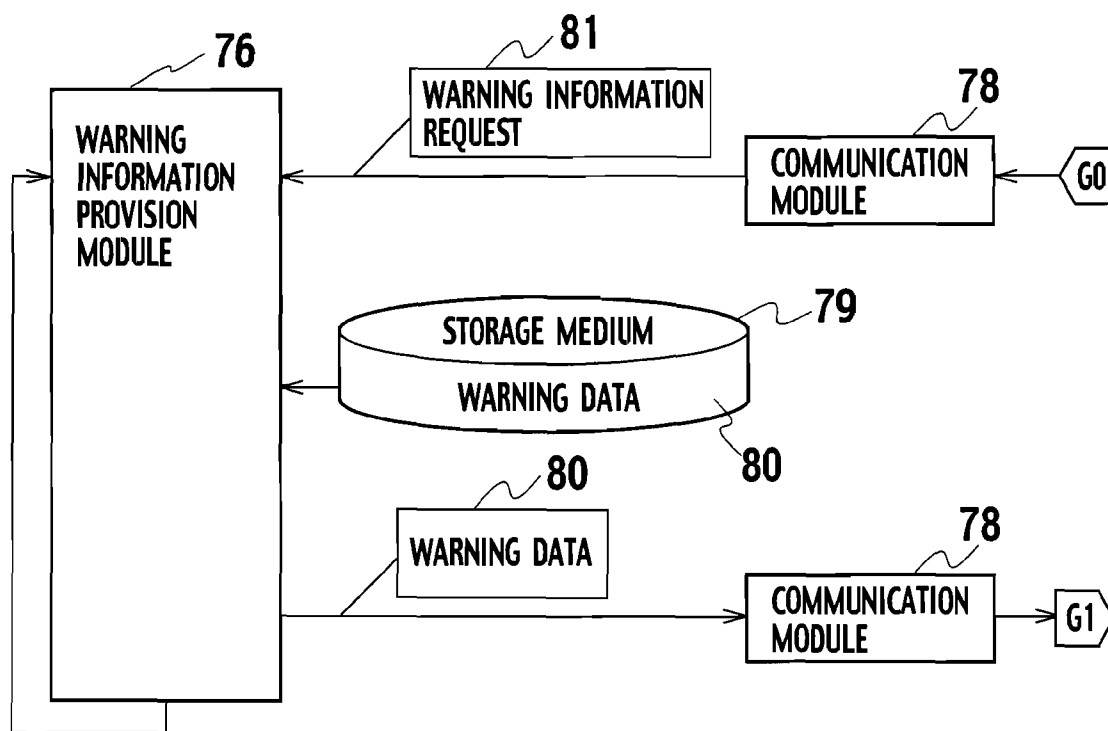 76
WARNING
INFORMATION
PROVISION
MODULE
81
WARNING INFORMATION
REQUEST
78
COMMUNICATION
MODULE
G0
79
STORAGE MEDIUM
WARNING DATA
80
80
WARNING DATA
78
COMMUNICATION
MODULE
G1